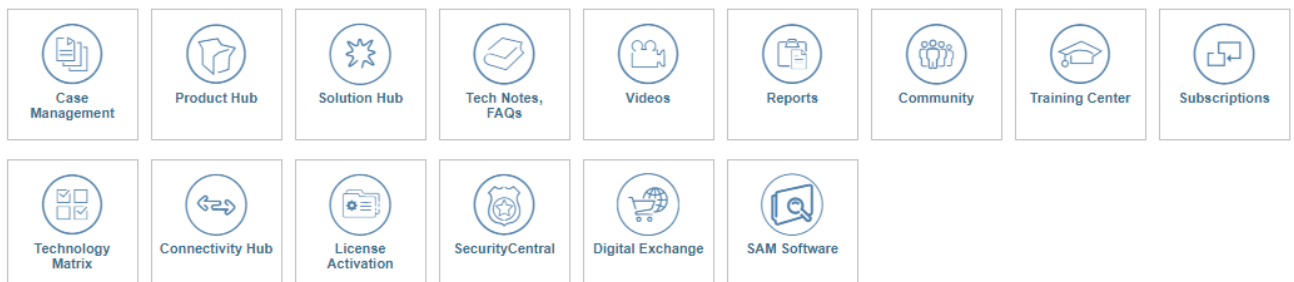 Case
Management
Product Hub
Solution Hub
Tech Notes,
FAQs
Videos
Reports
Community
Training Center
Subscriptions
Technology
Matrix
Connectivity Hub
License
Activation
SecurityCentral
Digital Exchange
SAM Software